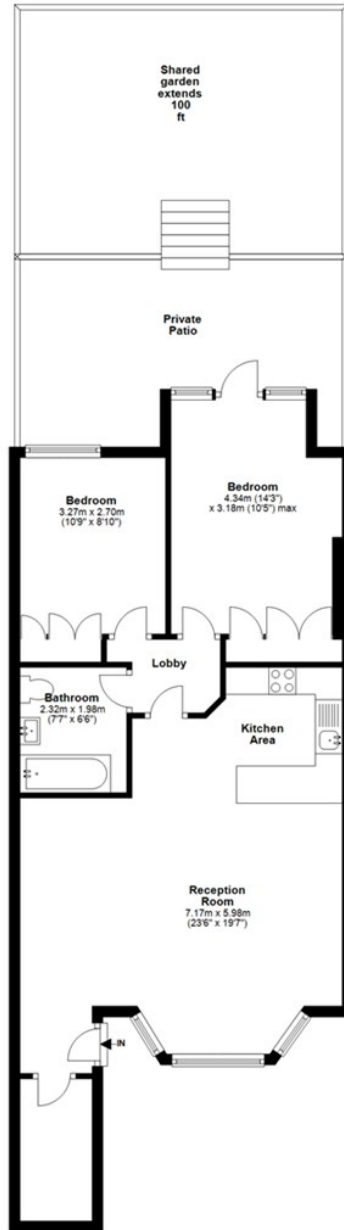 Shared
garden
extends
100
ft
Private
Patio
Bedroom
3.27m x 2.70m
(10'9" x 8'10")
Bedroom
4.34m (14'3")
x 3.18m (10'5") max
Lobby
Bathroom
2.32m x 1.98m
(7'7" x 6'6")
Kitchen
Area
Reception
Room
7.17m x 5.98m
(23'6" x 19'7")
IN